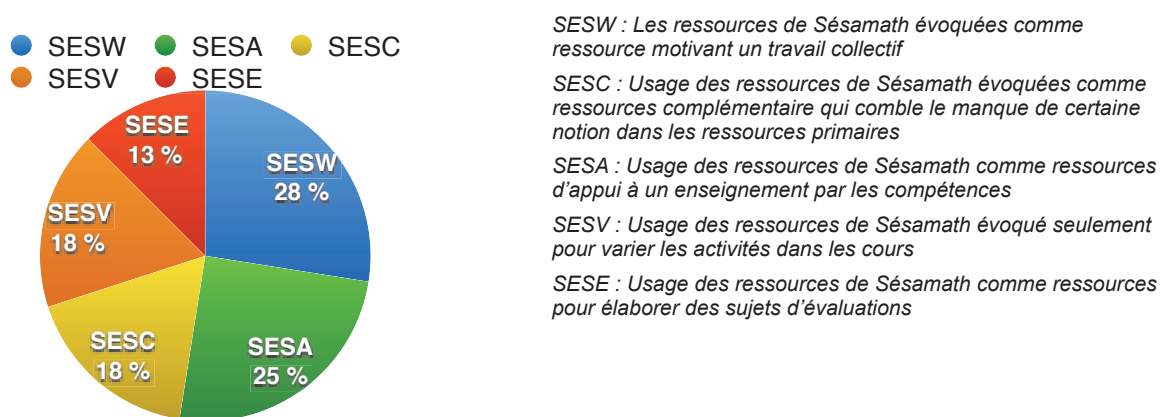 SESW SESA SESC
SESV SESE
SESE
13 %
SESW
28 %
SESV
18 %
SESC
18 %
SESA
25 %
SESW : Les ressources de Sésamath évoquées comme
ressource motivant un travail collectif
SESC : Usage des ressources de Sésamath évoquées comme
ressources complémentaire qui comble le manque de certaine
notion dans les ressources primaires
SESA : Usage des ressources de Sésamath comme ressources
d'appui à un enseignement par les compétences
SESV : Usage des ressources de Sésamath évoqué seulement
pour varier les activités dans les cours
SESE : Usage des ressources de Sésamath comme ressources
pour élaborer des sujets d'évaluations